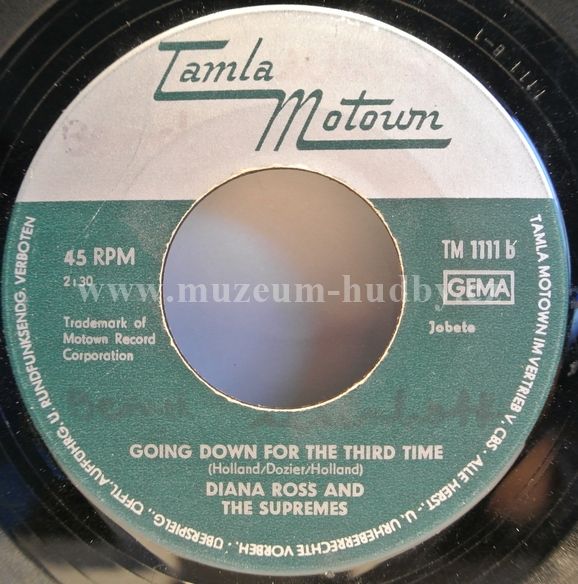 Tamla
Motown
45 RPM
2:30
TM 1111 b
GEMA
Trademark of
Motown Record
Corporation
Jobete
www.muzeum-hudby.
GOING DOWN FOR THE THIRD TIME
(Holland/Dozier/Holland)
DIANA ROSS AND
THE SUPREMES
TAMLA MOTOWN IM VERTRIEB V. CBS · ALLE HERST.- U. URHEBERRECHTE VORBEH. ÜBERSPIELG., ÖFFTL. AUFFÜHRG. U. RUNDFUNKSENDG. VERBOTEN